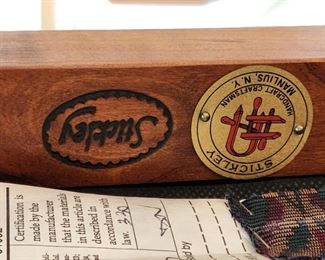 Stickley
HANDCRAFT CRAFTSMAN
MANLIUS, N.Y.
STICKLEY
Certification is
made by the
manufacturer
that the materials
in this article are
described in
accordance with
law.